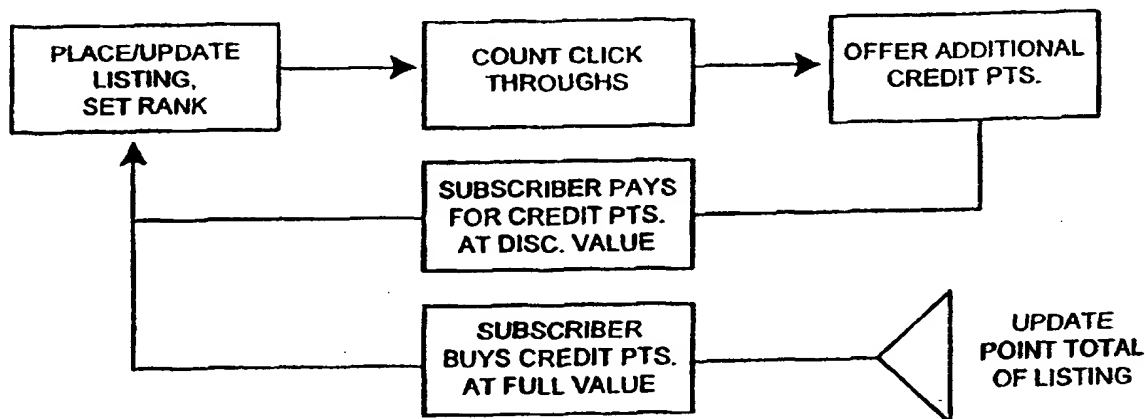 PLACE/UPDATE
LISTING,
SET RANK
COUNT CLICK
THROUGHS
OFFER ADDITIONAL
CREDIT PTS.
SUBSCRIBER PAYS
FOR CREDIT PTS.
AT DISC. VALUE
SUBSCRIBER
BUYS CREDIT PTS.
AT FULL VALUE
UPDATE
POINT TOTAL
OF LISTING